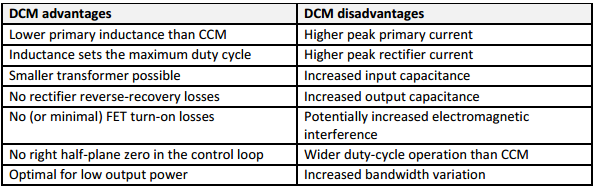 DCM advantages DCM disadvantages
Lower primary inductance than CCM Higher peak primary current
Inductance sets the maximum duty cycle Higher peak rectifier current
Smaller transformer possible Increased input capacitance
No rectifier reverse-recovery losses Increased output capacitance
No (or minimal) FET turn-on losses Potentially increased electromagnetic
interference
No right half-plane zero in the control loop Wider duty-cycle operation than CCM
Optimal for low output power Increased bandwidth variation